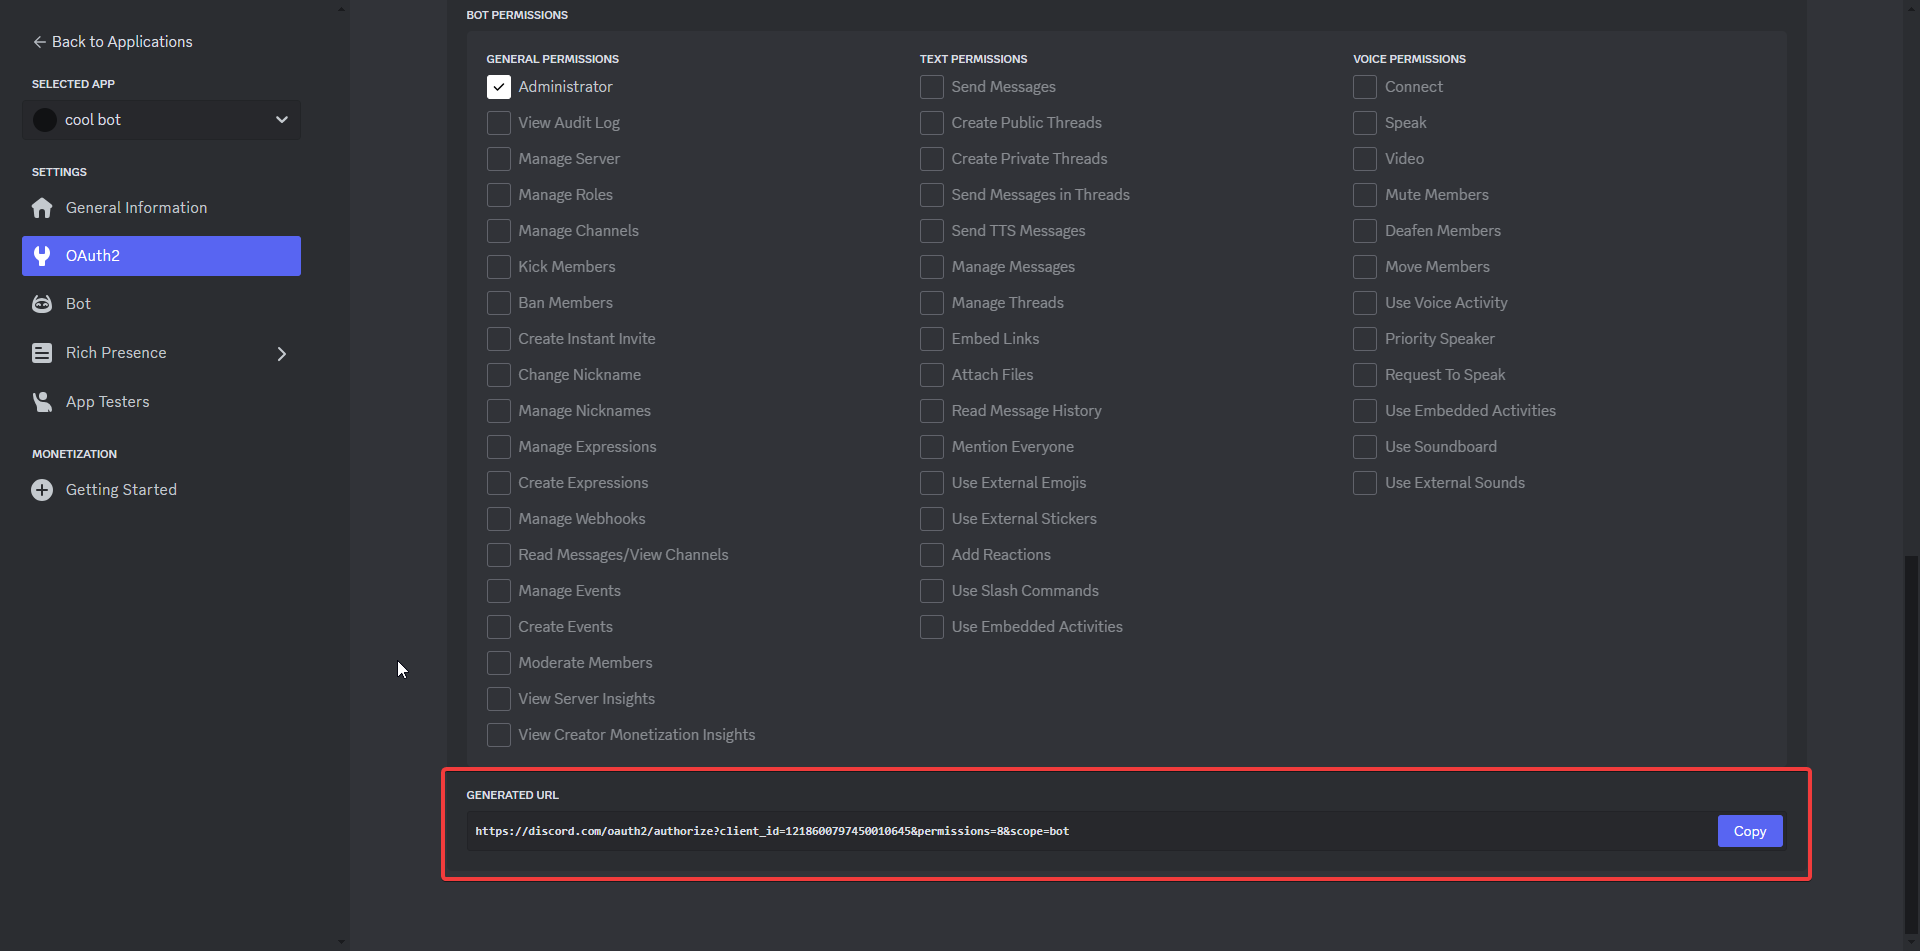 Back to Applications
SELECTED APP
cool bot
SETTINGS
General Information
OAuth2
Bot
Rich Presence
App Testers
MONETIZATION
Getting Started
BOT PERMISSIONS
GENERAL PERMISSIONS
Administrator
View Audit Log
Manage Server
Manage Roles
Manage Channels
Kick Members
Ban Members
Create Instant Invite
Change Nickname
Manage Nicknames
Manage Expressions
Create Expressions
Manage Webhooks
Read Messages/View Channels
Manage Events
Create Events
Moderate Members
View Server Insights
View Creator Monetization Insights
TEXT PERMISSIONS
Send Messages
Create Public Threads
Create Private Threads
Send Messages in Threads
Send TTS Messages
Manage Messages
Manage Threads
Embed Links
Attach Files
Read Message History
Mention Everyone
Use External Emojis
Use External Stickers
Add Reactions
Use Slash Commands
Use Embedded Activities
VOICE PERMISSIONS
Connect
Speak
Video
Mute Members
Deafen Members
Move Members
Use Voice Activity
Priority Speaker
Request To Speak
Use Embedded Activities
Use Soundboard
Use External Sounds
GENERATED URL
https://discord.com/oauth2/authorize?client_id=1218600797450010645&permissions=8&scope=bot
Copy